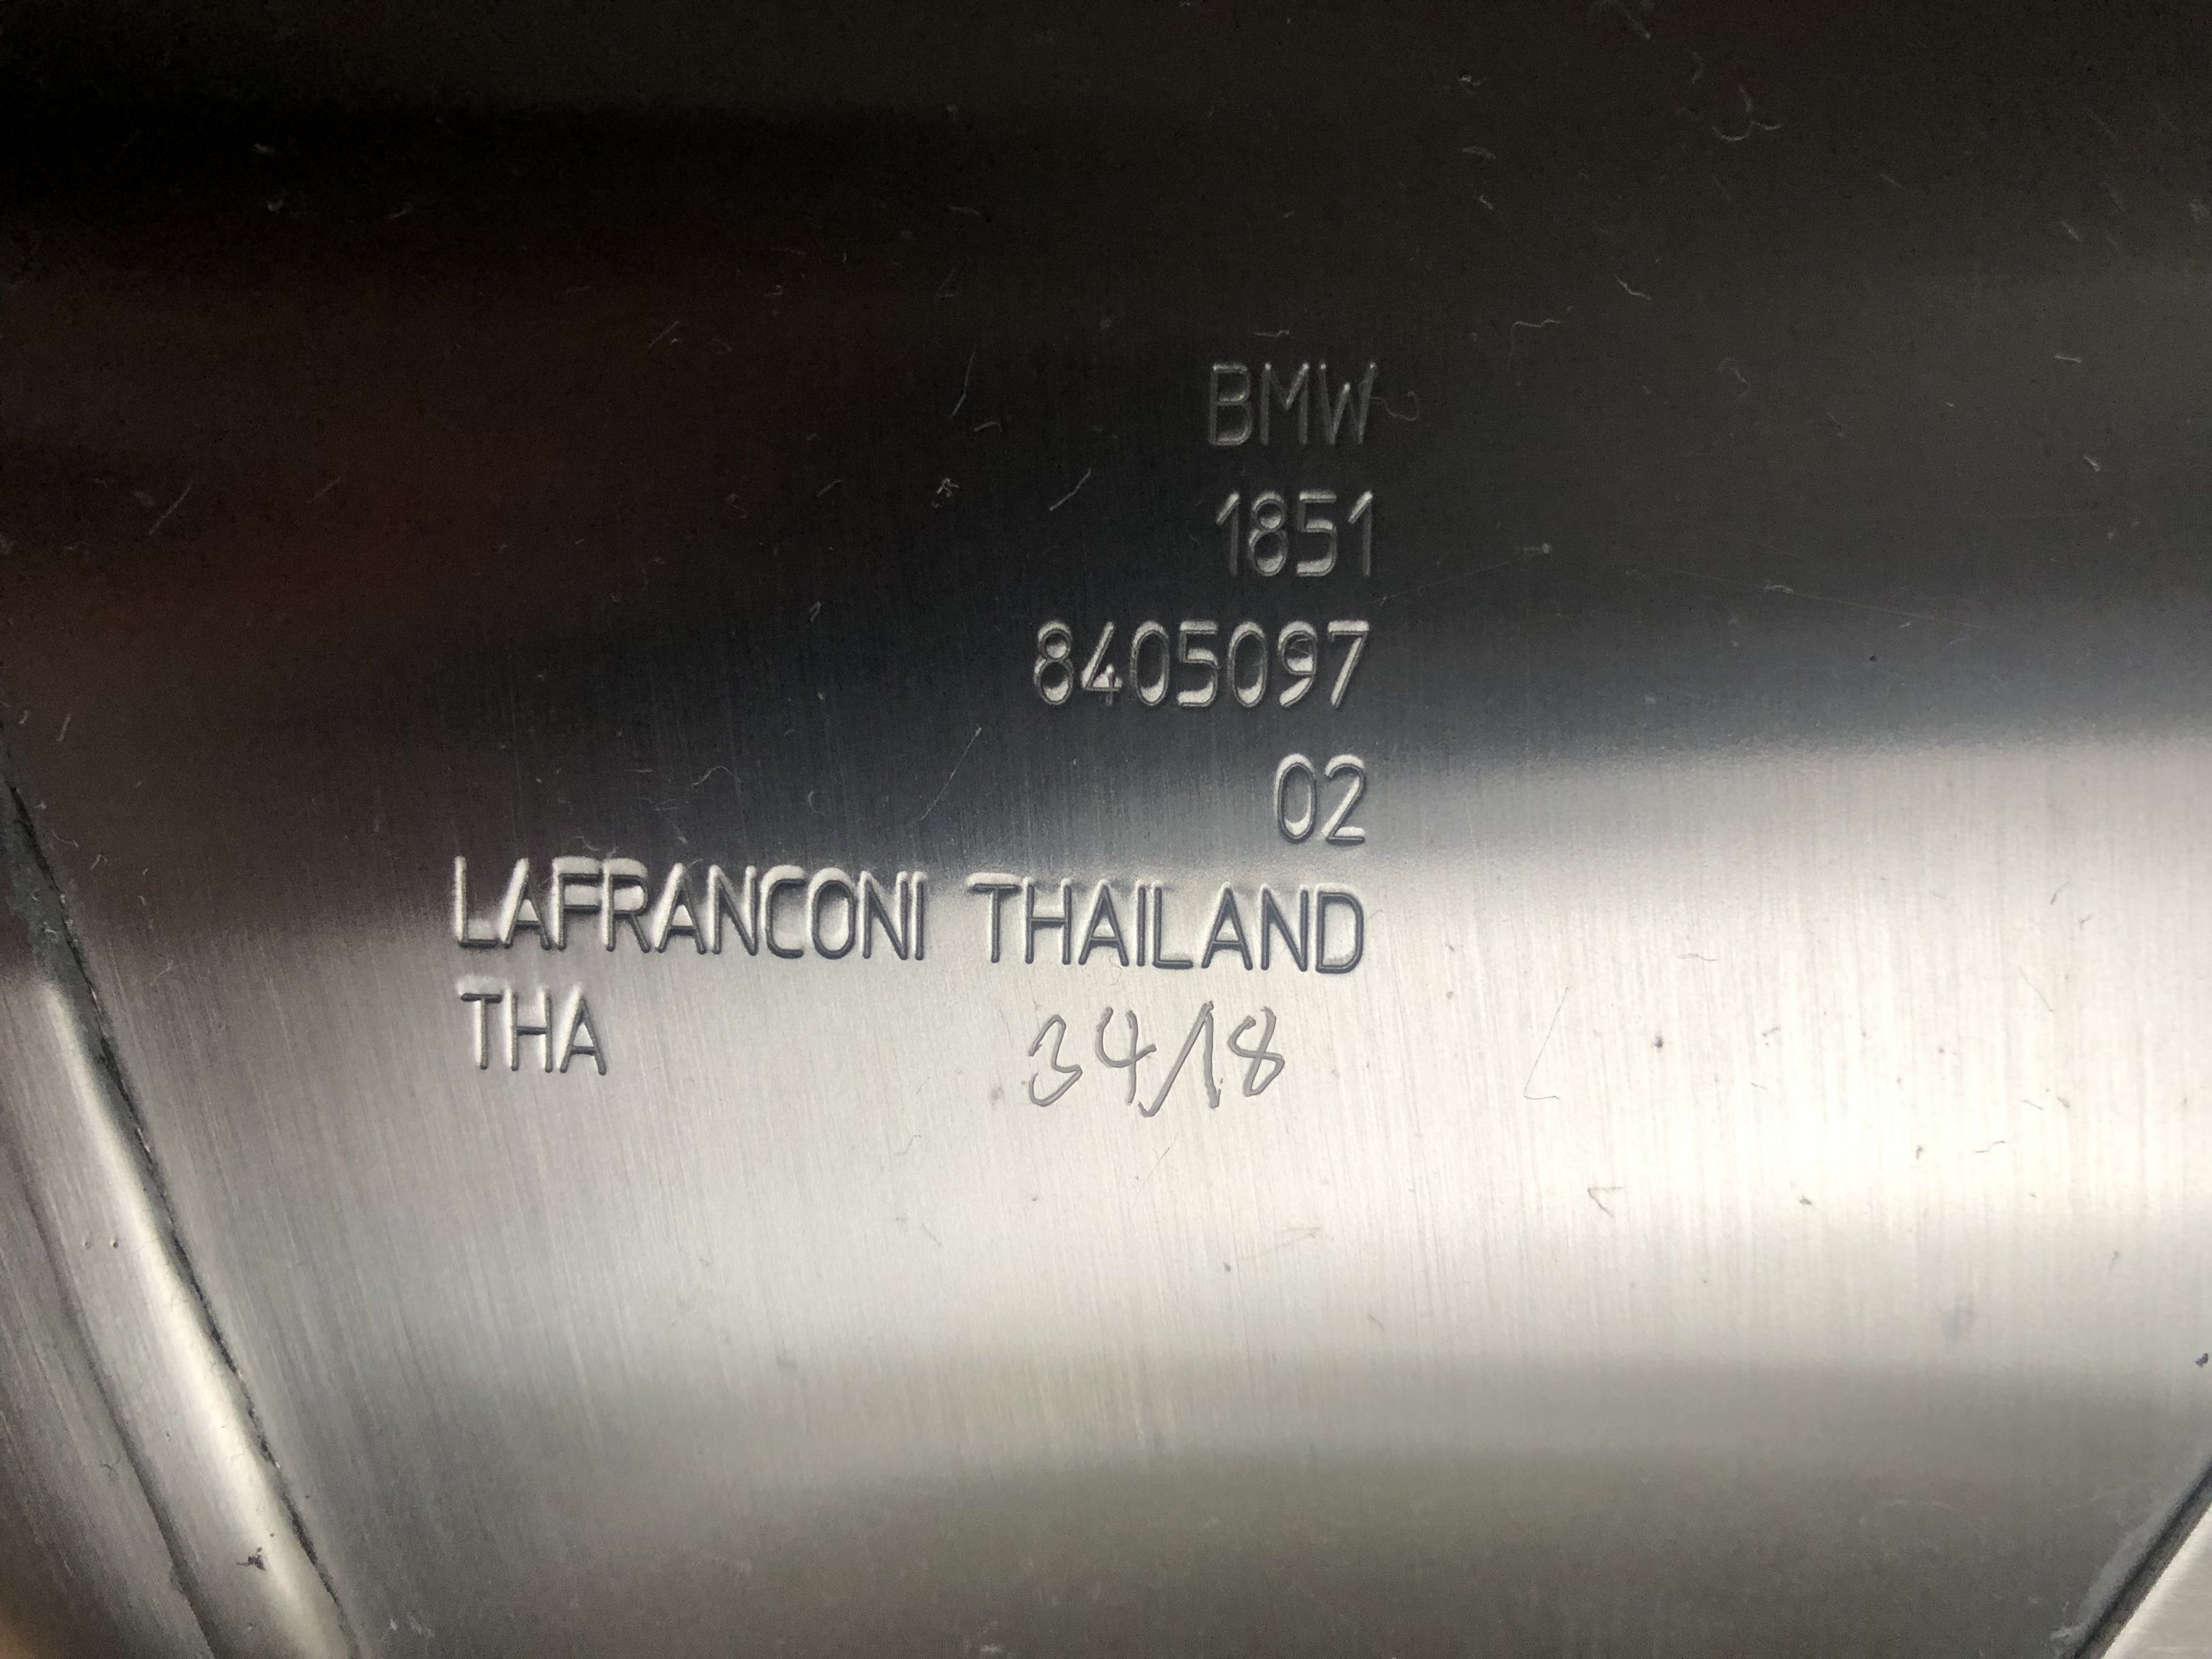 BMW
1851
8405097
02
LAFRANCONI THAILAND
THA 34/18